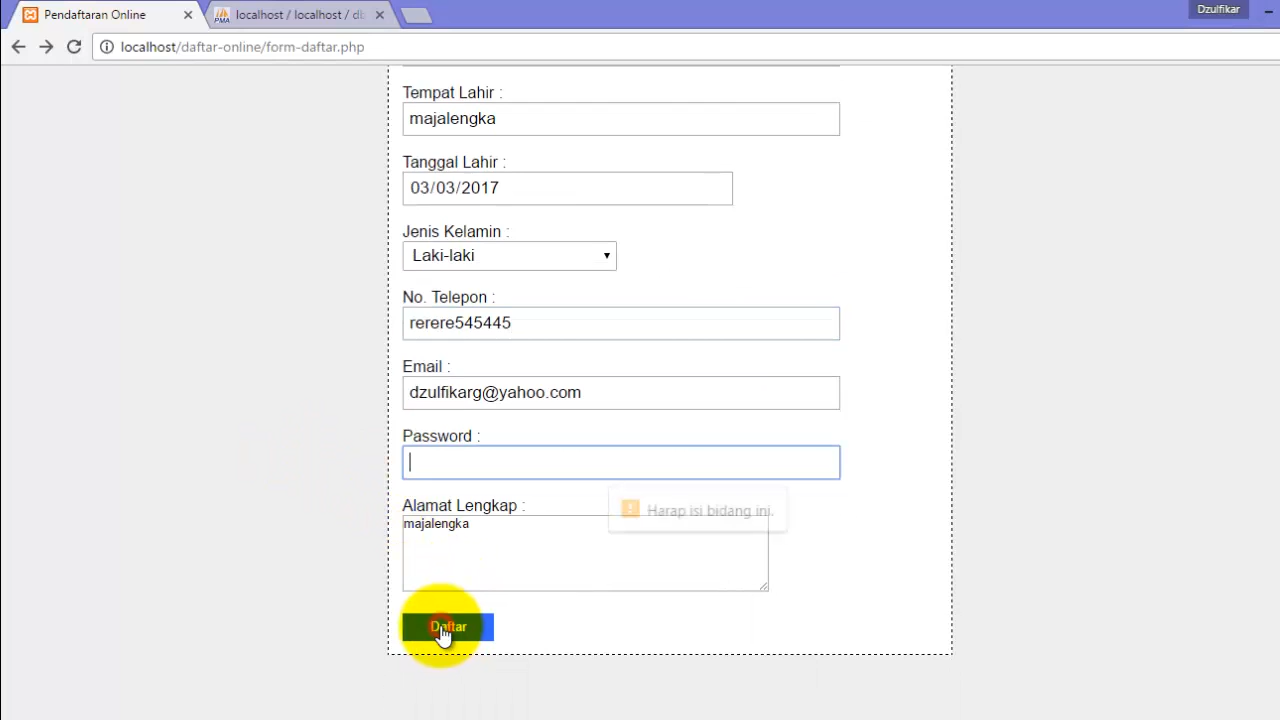 Pendaftaran Online
localhost / localhost / db
Dzulfikar
localhost/daftar-online/form-daftar.php
Tempat Lahir :
majalengka
Tanggal Lahir :
03/03/2017
Jenis Kelamin :
Laki-laki
No. Telepon :
rerere545445
Email :
dzulfikarg@yahoo.com
Password :
Alamat Lengkap :
Harap isi bidang ini.
majalengka
Daftar